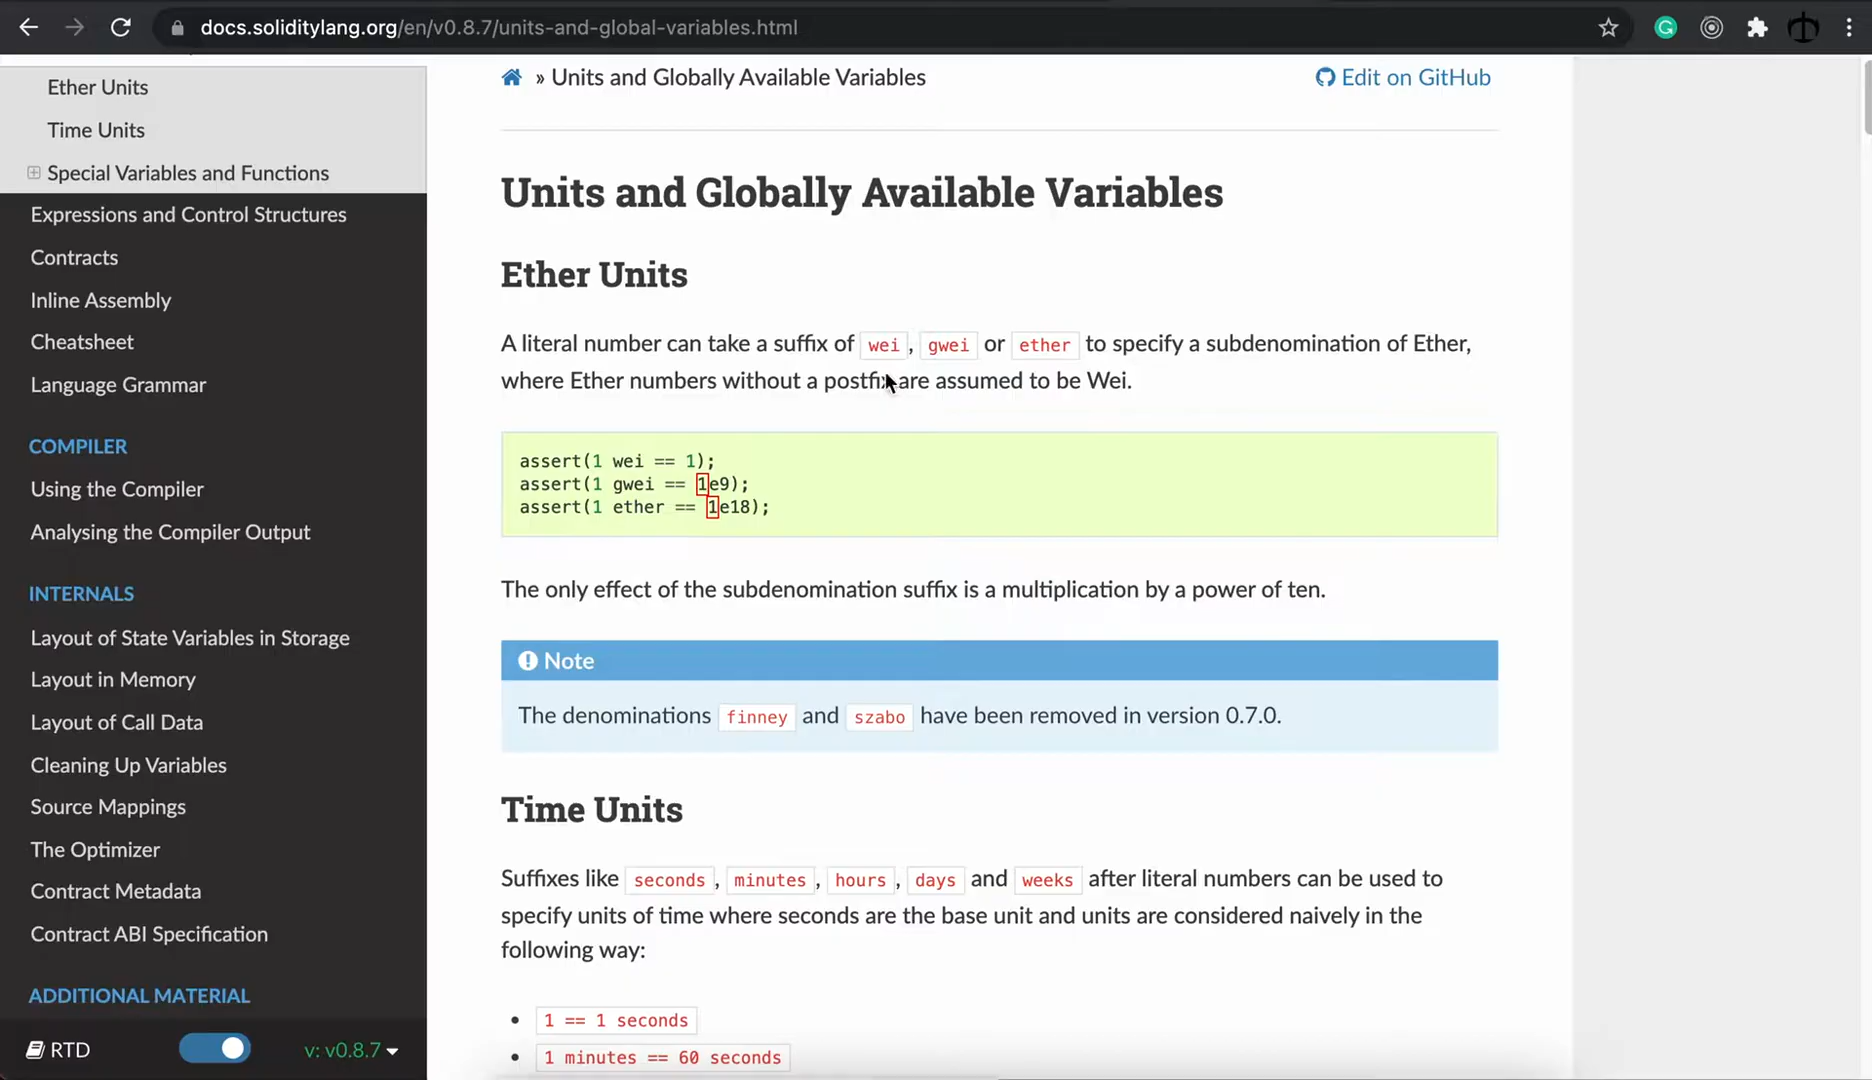 docs.soliditylang.org/en/v0.8.7/units-and-global-variables.html
Ether Units
Time Units
Special Variables and Functions
Expressions and Control Structures
Contracts
Inline Assembly
Cheatsheet
Language Grammar
COMPILER
Using the Compiler
Analysing the Compiler Output
INTERNALS
Layout of State Variables in Storage
Layout in Memory
Layout of Call Data
Cleaning Up Variables
Source Mappings
The Optimizer
Contract Metadata
Contract ABI Specification
ADDITIONAL MATERIAL
RTD
v: v0.8.7
» Units and Globally Available Variables
Edit on GitHub
Units and Globally Available Variables
Ether Units
A literal number can take a suffix of wei, gwei or ether to specify a subdenomination of Ether,
where Ether numbers without a postfix are assumed to be Wei.
assert(1 wei == 1);
assert(1 gwei == 1e9);
assert(1 ether == 1e18);
The only effect of the subdenomination suffix is a multiplication by a power of ten.
Note
The denominations finney and szabo have been removed in version 0.7.0.
Time Units
Suffixes like seconds, minutes, hours, days and weeks after literal numbers can be used to
specify units of time where seconds are the base unit and units are considered naively in the
following way:
• 1 == 1 seconds
• 1 minutes == 60 seconds